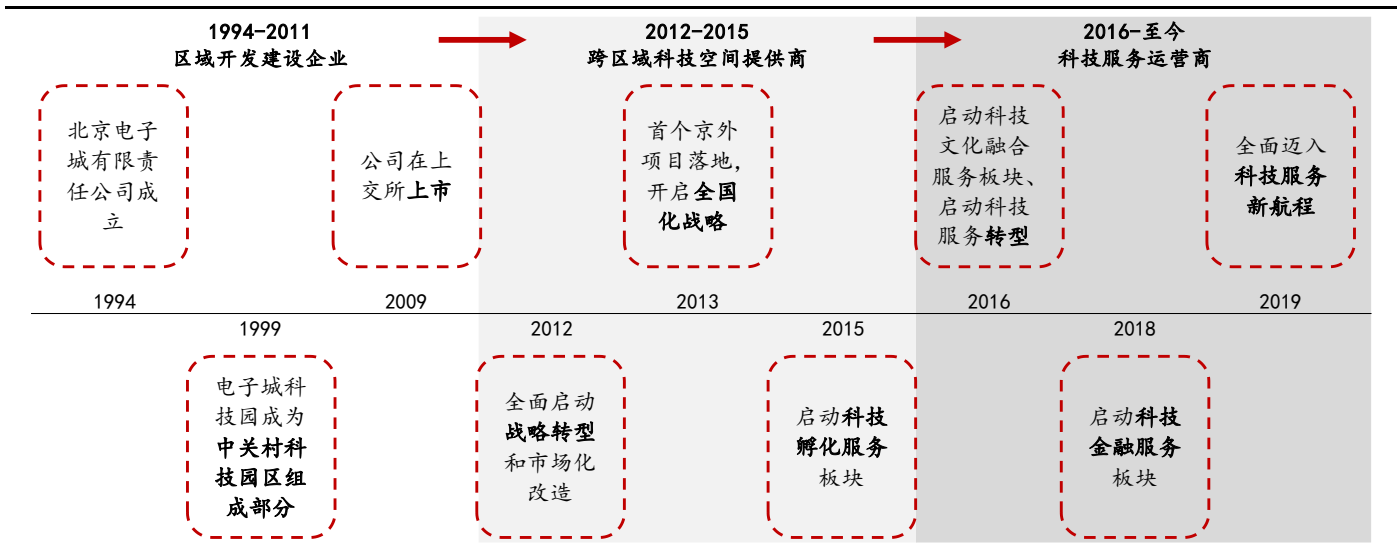 1994-2011
区域开发建设企业
2012-2015
跨区域科技空间提供商
2016-至今
科技服务运营商
北京电子
城有限责
任公司成
立
公司在上
交所上市
首个京外
项目落地，
开启全国
化战略
启动科技
文化融合
服务板块、
启动科技
服务转型
全面迈入
科技服务
新航程
1994
2009
2013
2016
2019
1999
2012
2015
2018
电子城科
技园成为
中关村科
技园区组
成部分
全面启动
战略转型
和市场化
改造
启动科技
孵化服务
板块
启动科技
金融服务
板块